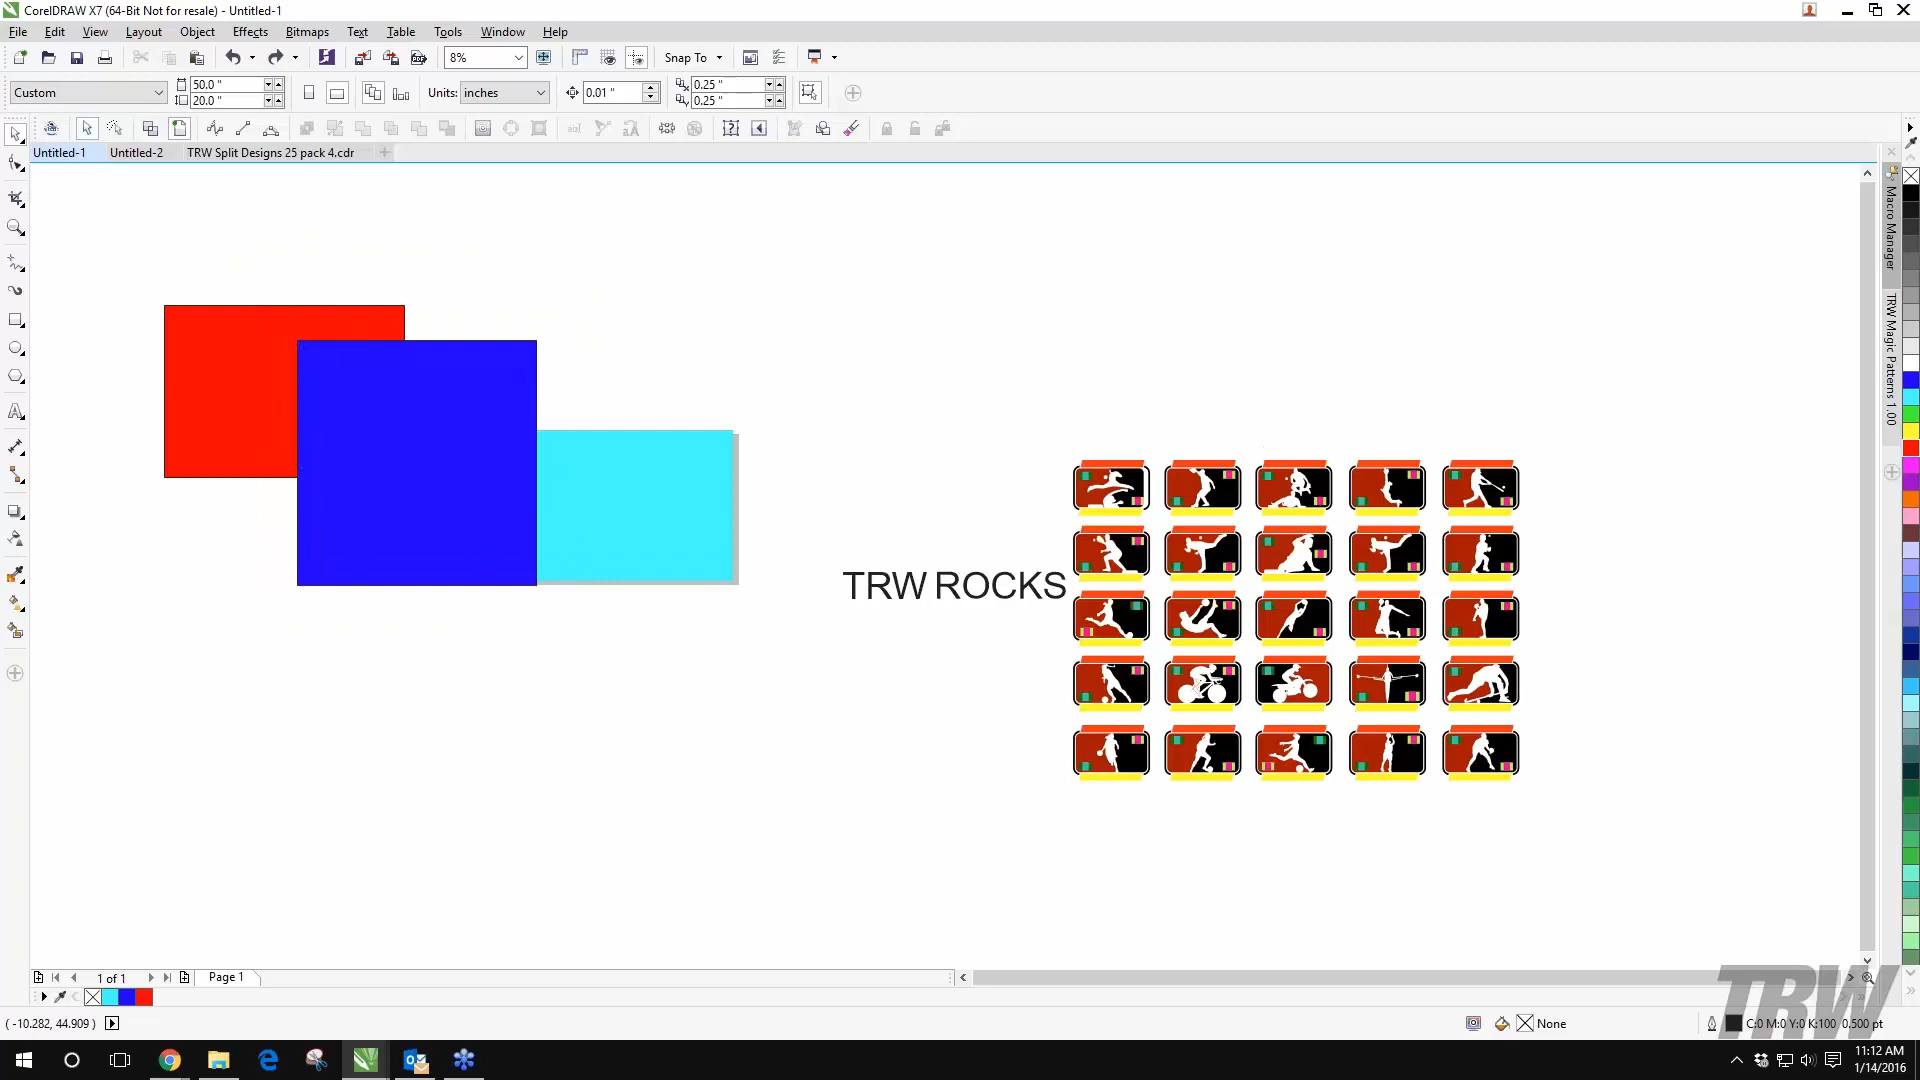 CorelDRAW X7 (64-Bit Not for resale) - Untitled-1
File Edit View Layout Object Effects Bitmaps Text Table Tools Window Help
8% Snap To
Custom 50.0 " 20.0 " Units: inches 0.01 " 0.25 " 0.25 "
Untitled-1 Untitled-2 TRW Split Designs 25 pack 4.cdr
Macro Manager
TRW Magic Patterns 1.00
TRW ROCKS
1 of 1 Page 1
TRW
( -10.282, 44.909 ) None C:0 M:0 Y:0 K:100 0.500 pt
11:12 AM
1/14/2016